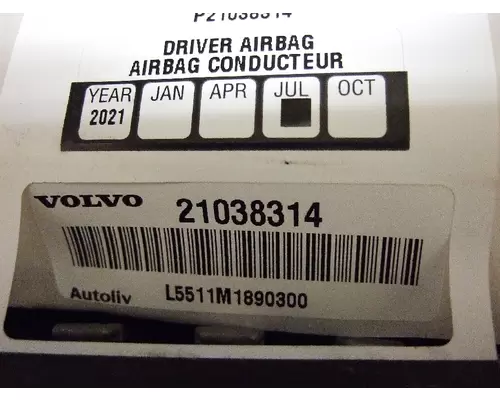 P21038314
DRIVER AIRBAG
AIRBAG CONDUCTEUR
YEAR JAN APR JUL OCT
2021
VOLVO 21038314
Autoliv L5511M1890300